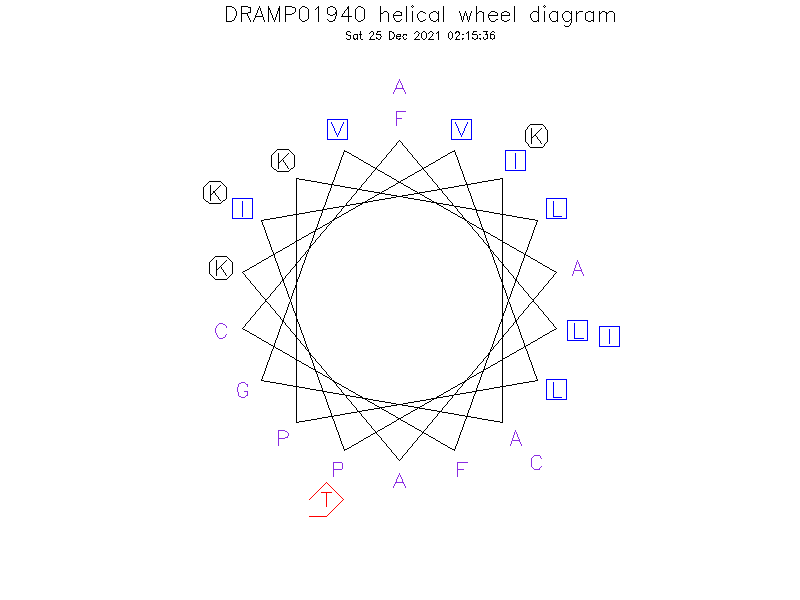 DRAMP01940 helical wheel diagram
Sat 25 Dec 2021 02:15:36
A
F
V V
K K I
K I L
K A
C L I
G L
P A
P A F C
T